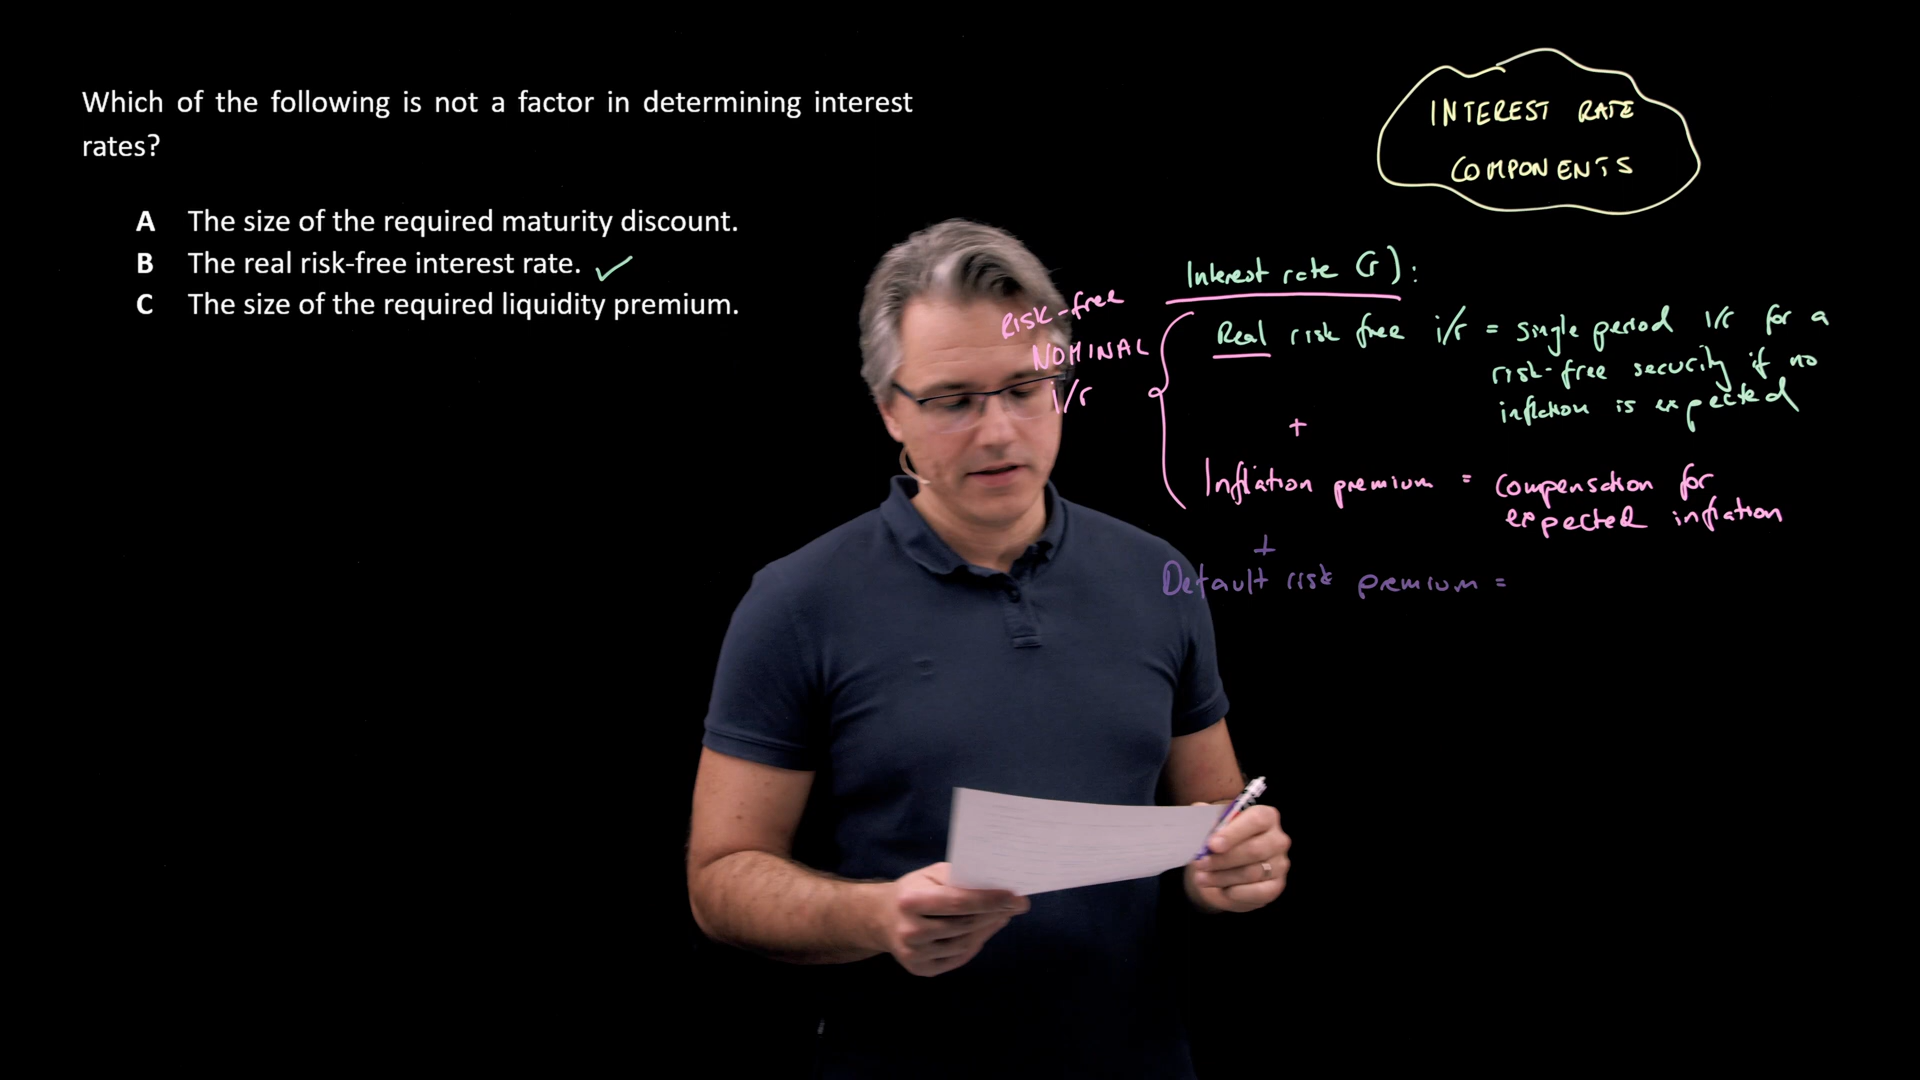 Which of the following is not a factor in determining interest
rates?
A The size of the required maturity discount.
B The real risk-free interest rate. ✓
C The size of the required liquidity premium.
INTEREST RATE
COMPONENTS
Interest rate (r):
Risk-free
NOMINAL
i/r
Real risk free i/r = single period i/r for a
risk-free security if no
inflation is expected
+
Inflation premium = compensation for
expected inflation
+
Default risk premium =